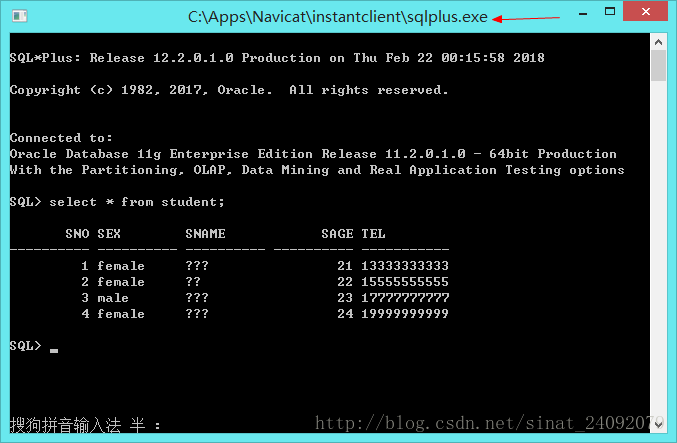 C:\Apps\Navicat\instantclient\sqlplus.exe
SQL*Plus: Release 12.2.0.1.0 Production on Thu Feb 22 00:15:58 2018
Copyright (c) 1982, 2017, Oracle.  All rights reserved.
Connected to:
Oracle Database 11g Enterprise Edition Release 11.2.0.1.0 - 64bit Production
With the Partitioning, OLAP, Data Mining and Real Application Testing options
SQL> select * from student;
SNO SEX SNAME SAGE TEL
---------- ---------- ---------- ---------- -----------
1 female ??? 21 13333333333
2 female ?? 22 15555555555
3 male ??? 23 17777777777
4 female ??? 24 19999999999
SQL>
搜狗拼音输入法 半 :
http://blog.csdn.net/sinat_24092079